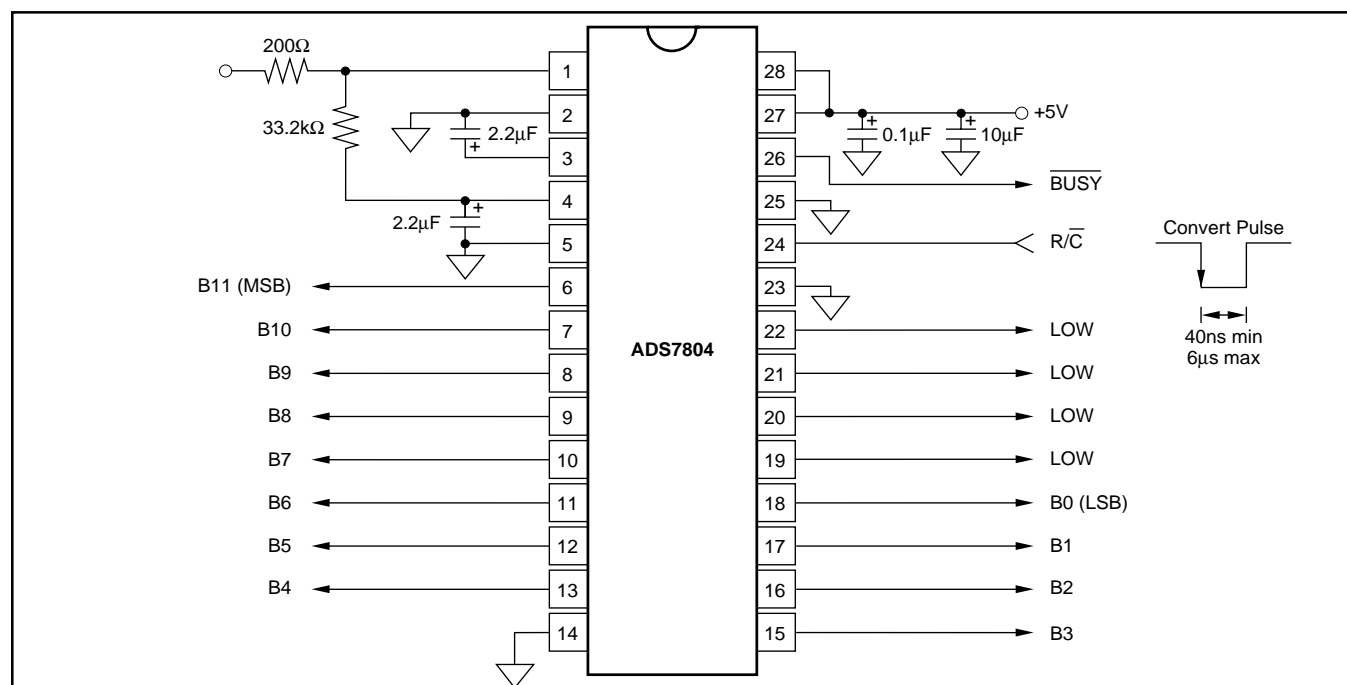 200Ω
33.2kΩ
2.2µF
+
2.2µF
+
1
2
3
4
5
6
7
8
9
10
11
12
13
14
ADS7804
28
27
26
25
24
23
22
21
20
19
18
17
16
15
B11 (MSB)
B10
B9
B8
B7
B6
B5
B4
+5V
+
0.1µF
+
10µF
BUSY
R/C
LOW
LOW
LOW
LOW
B0 (LSB)
B1
B2
B3
Convert Pulse
40ns min
6µs max